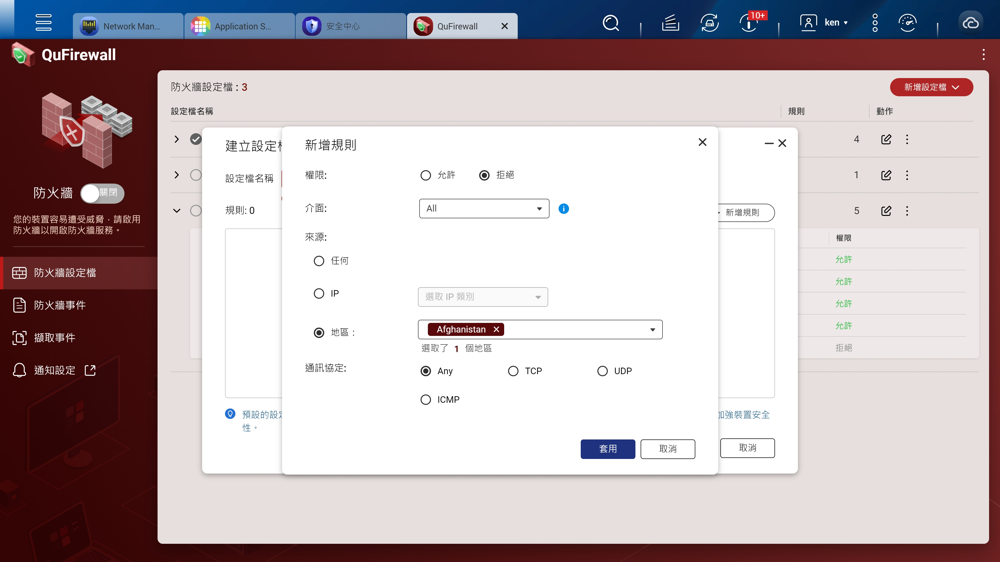 Network Man...
Application S...
安全中心
QuFirewall
10+
ken
QuFirewall
防火牆設定檔 : 3
新增設定檔
設定檔名稱
規則
動作
4
1
5
防火牆
關閉
您的裝置容易遭受威脅，請啟用
防火牆以開啟防火牆服務。
防火牆設定檔
防火牆事件
擷取事件
通知設定
建立設定
設定檔名稱
規則: 0
新增規則
預設的設
加強裝置安全
性。
取消
權限
允許
允許
允許
允許
拒絕
新增規則
權限:
允許
拒絕
介面:
All
來源:
任何
IP
選取 IP 類別
地區 :
Afghanistan
選取了 1 個地區
通訊協定:
Any
TCP
UDP
ICMP
套用
取消